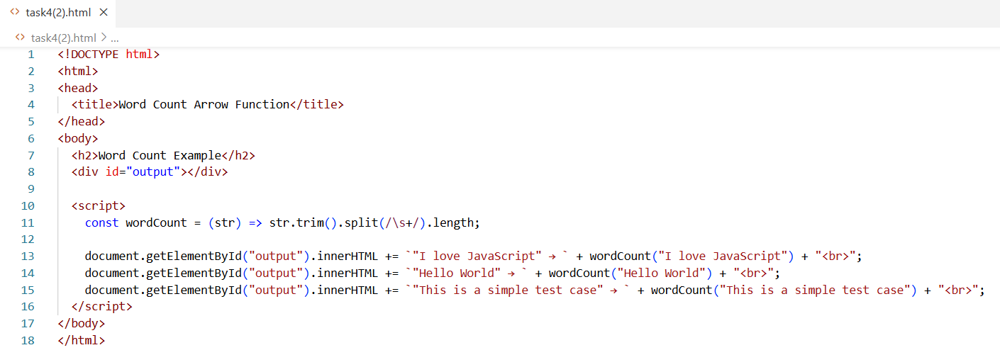 task4(2).html
task4(2).html > ...
1 <!DOCTYPE html>
2 <html>
3 <head>
4   <title>Word Count Arrow Function</title>
5 </head>
6 <body>
7   <h2>Word Count Example</h2>
8   <div id="output"></div>
9
10   <script>
11     const wordCount = (str) => str.trim().split(/\s+/).length;
12
13     document.getElementById("output").innerHTML += `"I love JavaScript" → ` + wordCount("I love JavaScript") + "<br>";
14     document.getElementById("output").innerHTML += `"Hello World" → ` + wordCount("Hello World") + "<br>";
15     document.getElementById("output").innerHTML += `"This is a simple test case" → ` + wordCount("This is a simple test case") + "<br>";
16   </script>
17 </body>
18 </html>